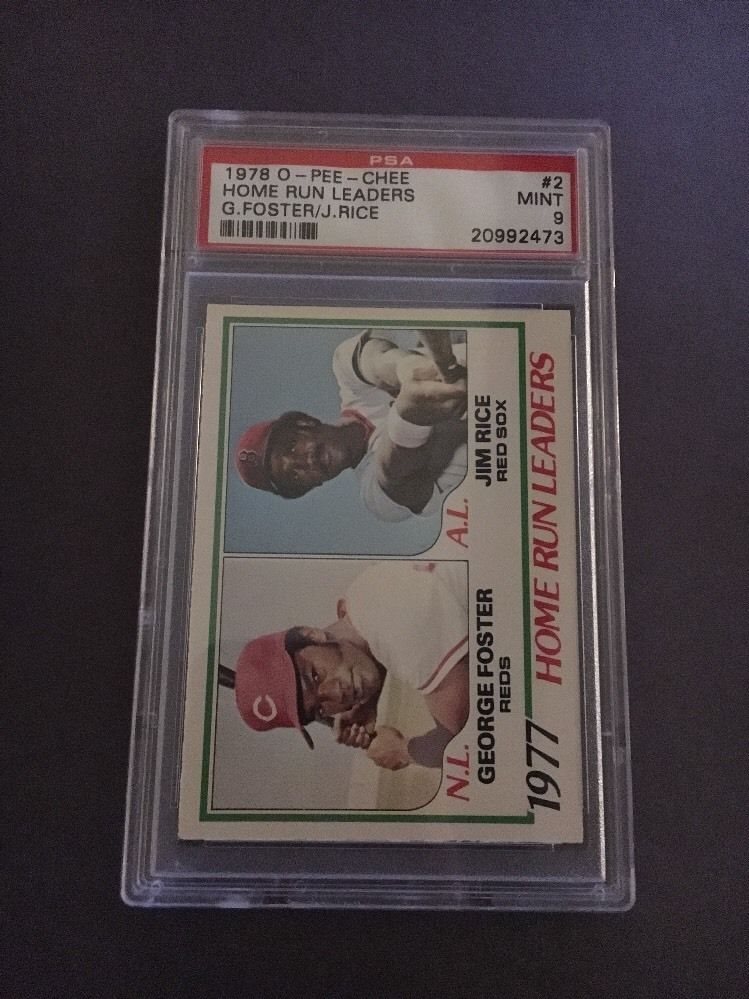 PSA
1978 O-PEE-CHEE
HOME RUN LEADERS
G.FOSTER/J.RICE
#2
MINT
9
20992473
C
N.L.
GEORGE FOSTER
REDS
B
A.L.
JIM RICE
RED SOX
1977 HOME RUN LEADERS